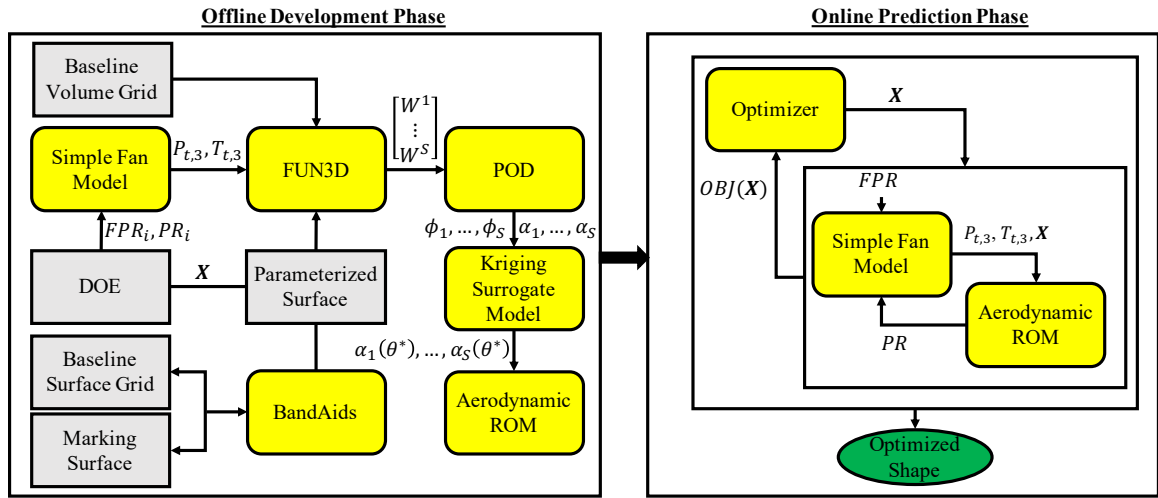 Offline Development Phase
Baseline
Volume Grid
Simple Fan
Model
P_{t,3}, T_{t,3}
FUN3D
[W^1
⋮
W^S]
POD
FPR_i, PR_i
ϕ_1, …, ϕ_S
α_1, …, α_S
DOE
X
Parameterized
Surface
Kriging
Surrogate
Model
α_1(θ*), …, α_S(θ*)
Baseline
Surface Grid
BandAids
Aerodynamic
ROM
Marking
Surface
Online Prediction Phase
Optimizer
X
OBJ(X)
FPR
Simple Fan
Model
P_{t,3}, T_{t,3}, X
Aerodynamic
ROM
PR
Optimized
Shape